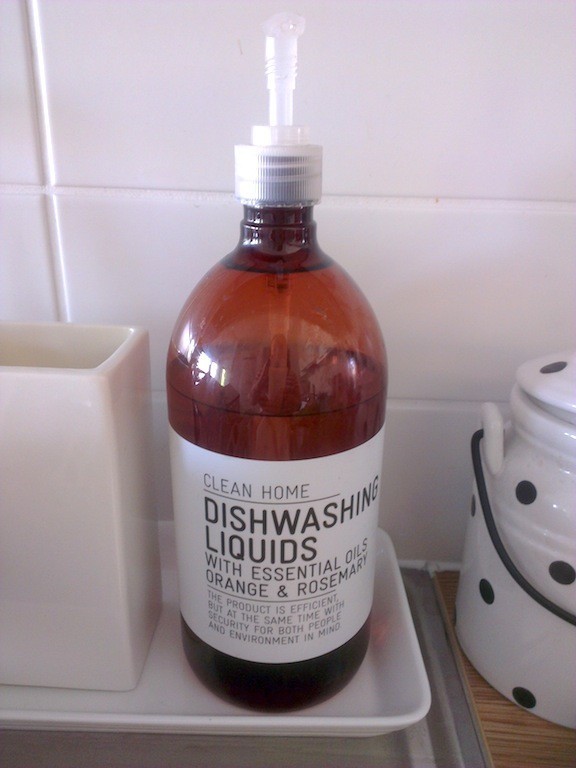 CLEAN HOME
DISHWASHING
LIQUIDS
WITH ESSENTIAL OILS
ORANGE & ROSEMARY
THE PRODUCT IS EFFICIENT,
BUT AT THE SAME TIME WITH
SECURITY FOR BOTH PEOPLE
AND ENVIRONMENT IN MIND